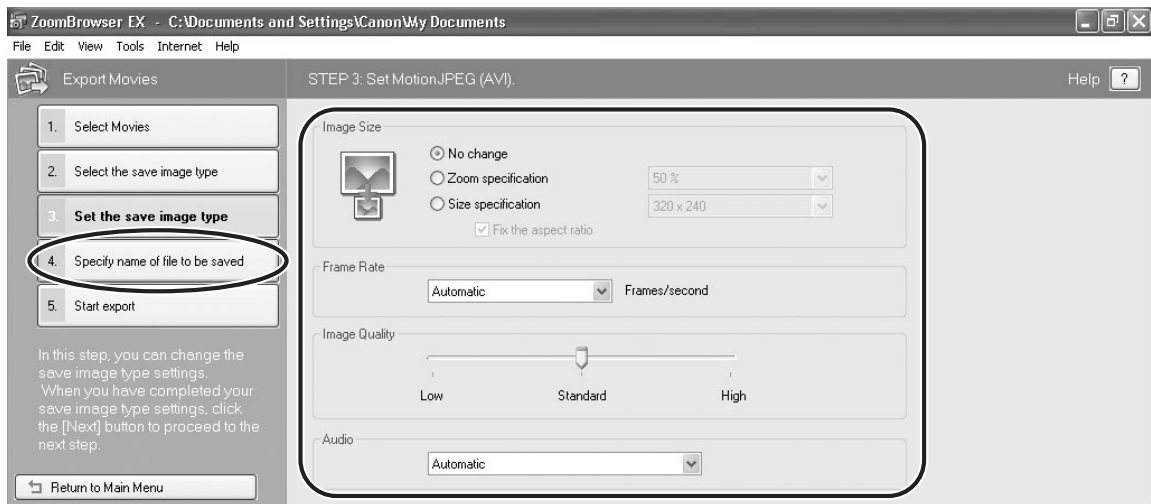 ZoomBrowser EX - C:\Documents and Settings\Canon\My Documents
File Edit View Tools Internet Help
Export Movies
STEP 3: Set MotionJPEG (AVI).
Help ?
1. Select Movies
2. Select the save image type
3. Set the save image type
4. Specify name of file to be saved
5. Start export
In this step, you can change the
save image type settings.
When you have completed your
save image type settings, click
the [Next] button to proceed to the
next step.
Return to Main Menu
Image Size
No change
Zoom specification 50 %
Size specification 320 x 240
Fix the aspect ratio
Frame Rate
Automatic Frames/second
Image Quality
Low Standard High
Audio
Automatic